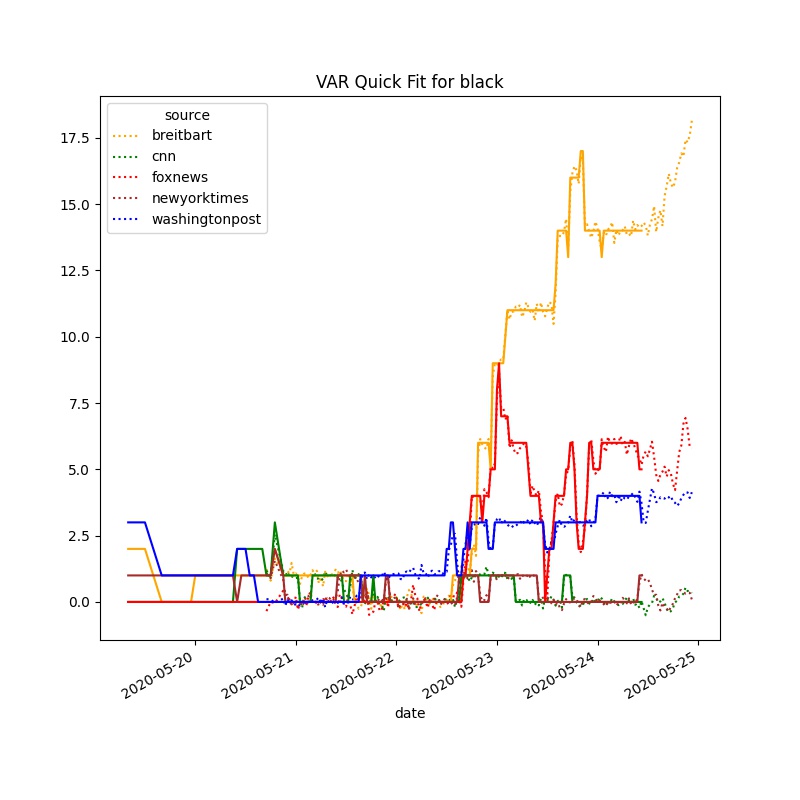 VAR Quick Fit for black
source
breitbart
cnn
foxnews
newyorktimes
washingtonpost
17.5
15.0
12.5
10.0
7.5
5.0
2.5
0.0
2020-05-20
2020-05-21
2020-05-22
2020-05-23
2020-05-24
2020-05-25
date